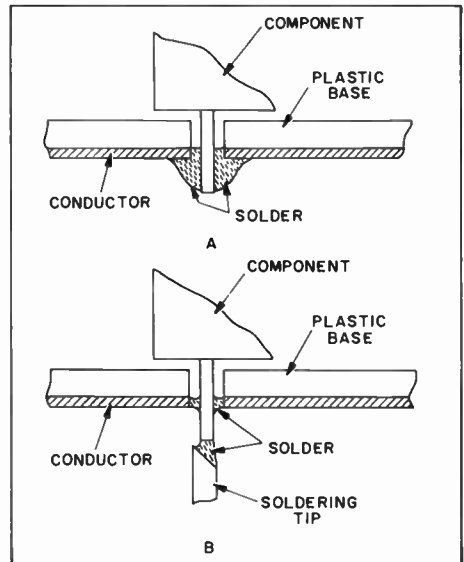 COMPONENT
PLASTIC
BASE
CONDUCTOR
SOLDER
A
COMPONENT
PLASTIC
BASE
CONDUCTOR
SOLDER
SOLDERING
TIP
B